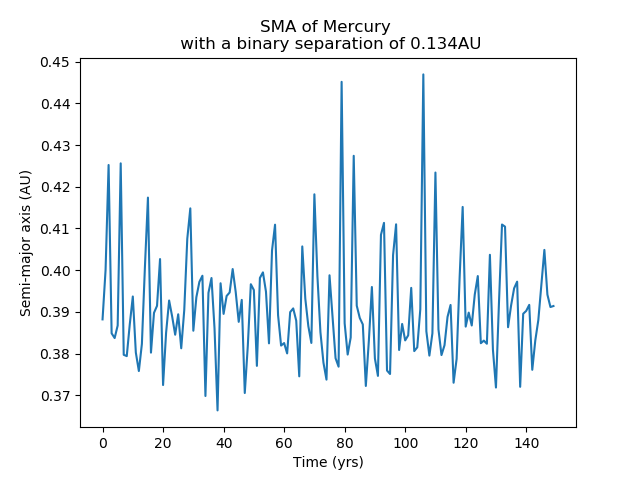 SMA of Mercury
with a binary separation of 0.134AU
0.45
0.44
0.43
0.42
0.41
0.40
0.39
0.38
0.37
Semi-major axis (AU)
0 20 40 60 80 100 120 140
Time (yrs)